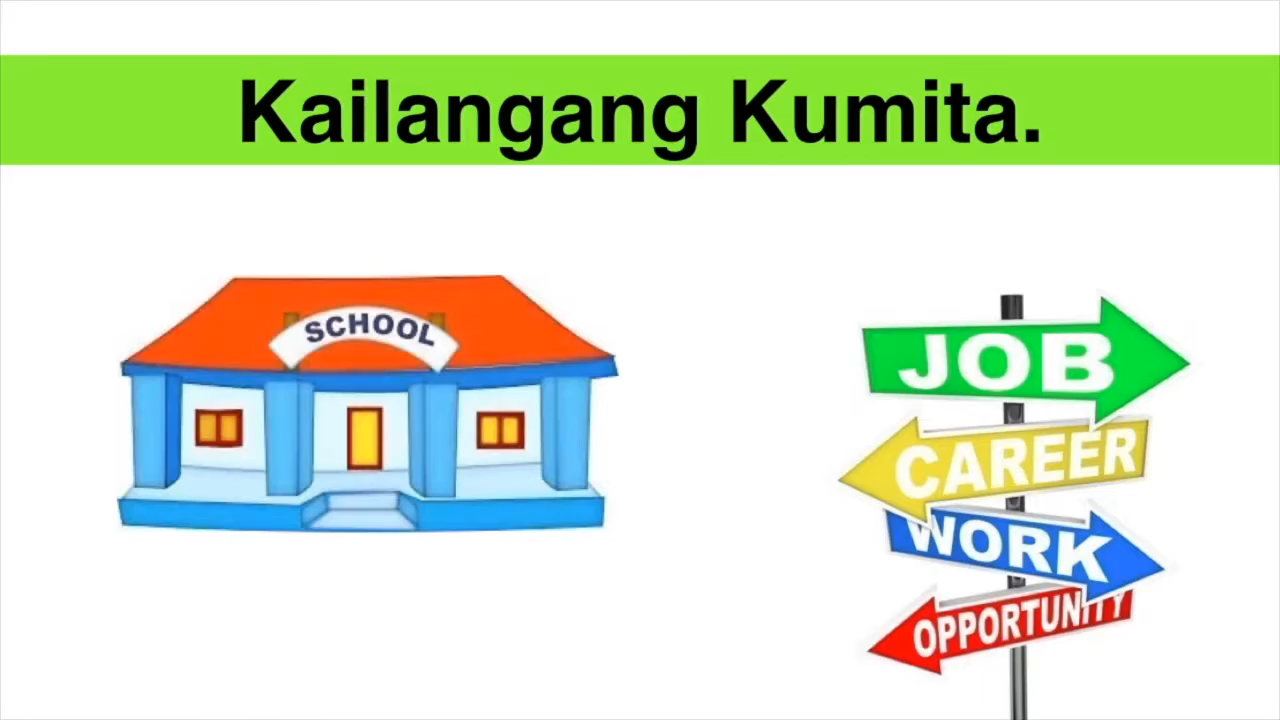 Kailangang Kumita.
SCHOOL
JOB
CAREER
WORK
OPPORTUNITY